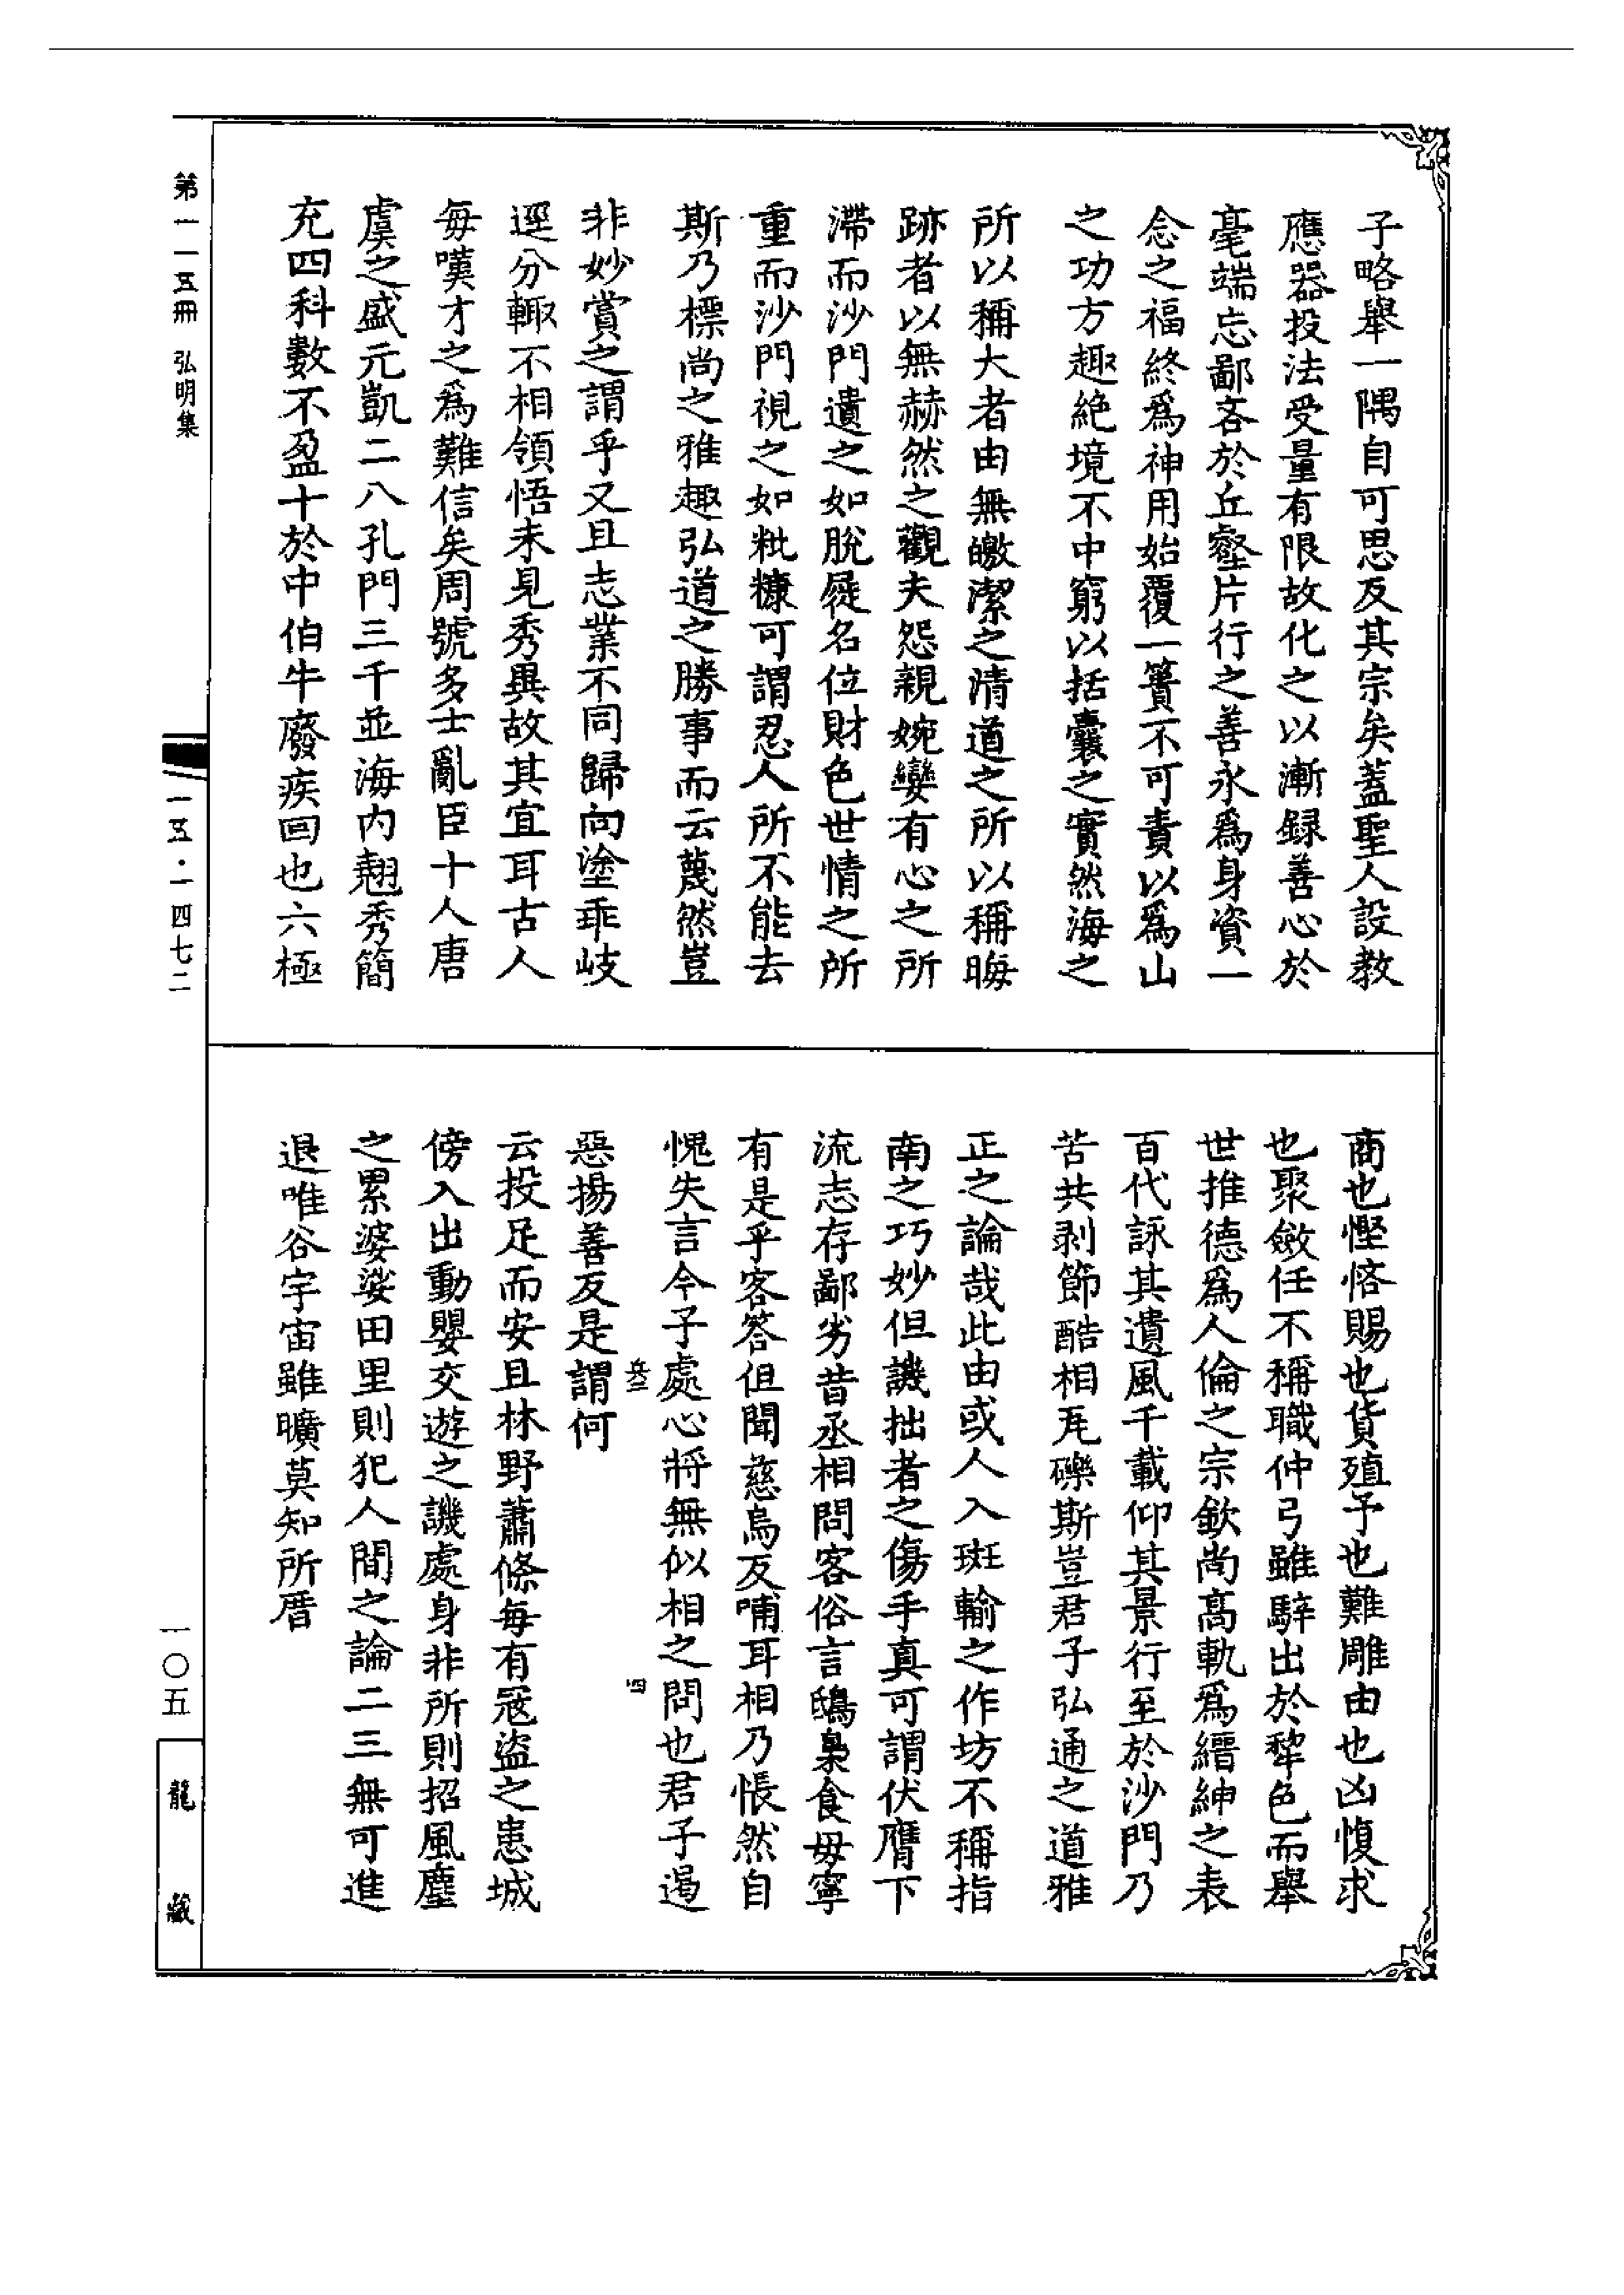 子略舉一隅自可思反其宗矣蓋聖人設教
應器投法受量有限故化之以漸録善心於
毫端忘鄙吝於丘壑片行之善永爲身資一
念之福終爲神用始覆一簣不可責以爲山
之功方趣絶境不中窮以括囊之實然海之
所以稱大者由無皦潔之清道之所以稱晦
跡者以無赫然之觀夫怨親婉孌有心之所
滯而沙門遺之如脫屣名位財色世情之所
重而沙門視之如粃糠可謂忍人所不能去
斯乃標尚之雅趣弘道之勝事而云蔑然豈
非妙賞之謂乎又且志業不同歸向塗乖岐
逕分轍不相領悟未見秀異故其宜耳古人
每嘆才之爲難信矣周號多士亂臣十人唐
虞之盛元凱二八孔門三千並海内翹秀簡
充四科數不盈十於中伯牛廢疾回也六極
商也慳悋賜也貨殖予也難雕由也凶愎求
也聚斂任不稱職仲弓雖騂出於犂色而舉
世推德爲人倫之宗欽尚高軌爲縉紳之表
百代詠其遺風千載仰其景行至於沙門乃
苦共剥節酷相瓦礫斯豈君子弘通之道雅
正之論哉此由或人入斑輸之作坊不稱指
南之巧妙但譏拙者之傷手真可謂伏膺下
流志存鄙劣昔丞相問客俗言鴟梟食母寧
有是乎客答但聞慈烏反哺耳相乃悵然自
愧失言今子處心將無似相之問也君子遏
兵三 四
惡揚善反是謂何
云投足而安且林野蕭條每有冦盜之患城
傍入出動嬰交遊之譏處身非所則招風塵
之累婆娑田里則犯人間之論二三無可進
退唯谷宇宙雖曠莫知所厝
第一一五冊 弘明集
一五·一四七二
一〇五
龍藏